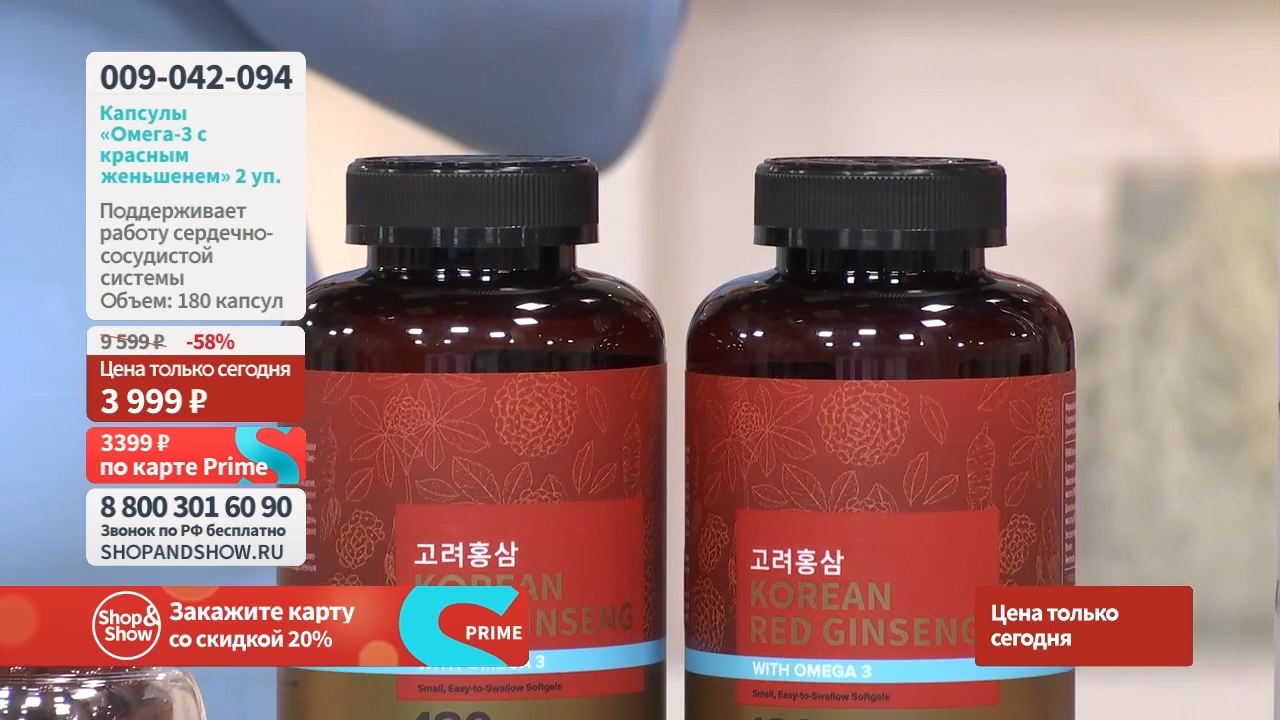 009-042-094
Капсулы
«Омега-3 с
красным
женьшенем» 2 уп.
Поддерживает
работу сердечно-
сосудистой
системы
Объем: 180 капсул
9 599 ₽ -58%
Цена только сегодня
3 999 ₽
3399 ₽
по карте Prime
8 800 301 60 90
Звонок по РФ бесплатно
SHOPANDSHOW.RU
Shop&
Show
Закажите карту
со скидкой 20%
PRIME
Цена только
сегодня
고려홍삼
KOREAN
GINSENG
WITH OMEGA 3
Small, Easy-to-Swallow Softgels
고려홍삼
KOREAN
RED GINSENG
WITH OMEGA 3
Small, Easy-to-Swallow Softgels